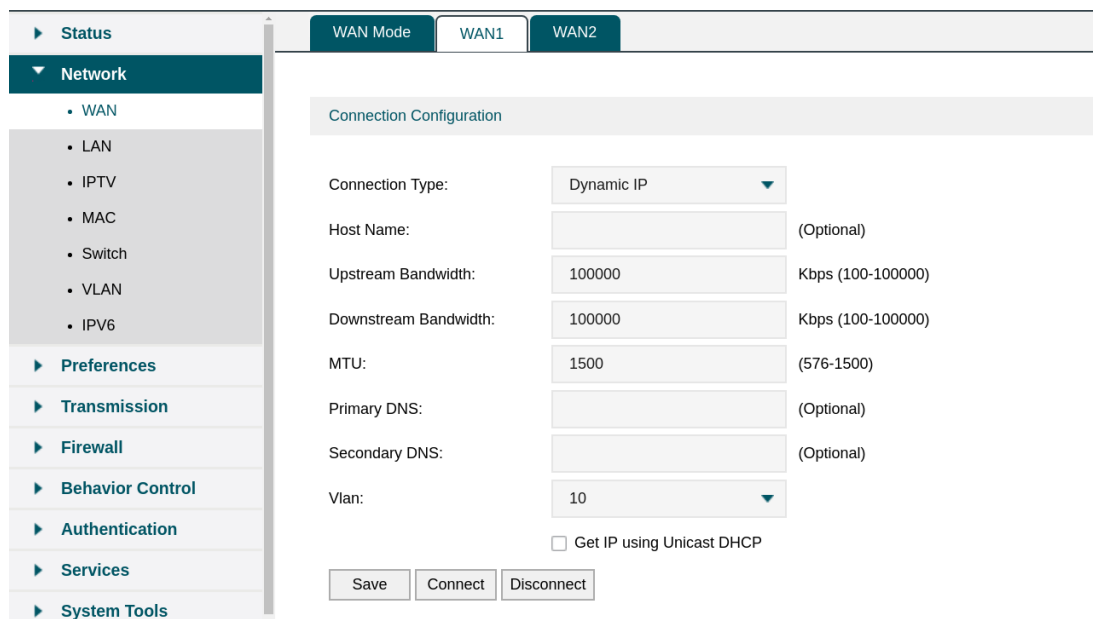 Status
Network
WAN
LAN
IPTV
MAC
Switch
VLAN
IPV6
Preferences
Transmission
Firewall
Behavior Control
Authentication
Services
System Tools
WAN Mode WAN1 WAN2
Connection Configuration
Connection Type: Dynamic IP
Host Name: (Optional)
Upstream Bandwidth: 100000 Kbps (100-100000)
Downstream Bandwidth: 100000 Kbps (100-100000)
MTU: 1500 (576-1500)
Primary DNS: (Optional)
Secondary DNS: (Optional)
Vlan: 10
Get IP using Unicast DHCP
Save Connect Disconnect